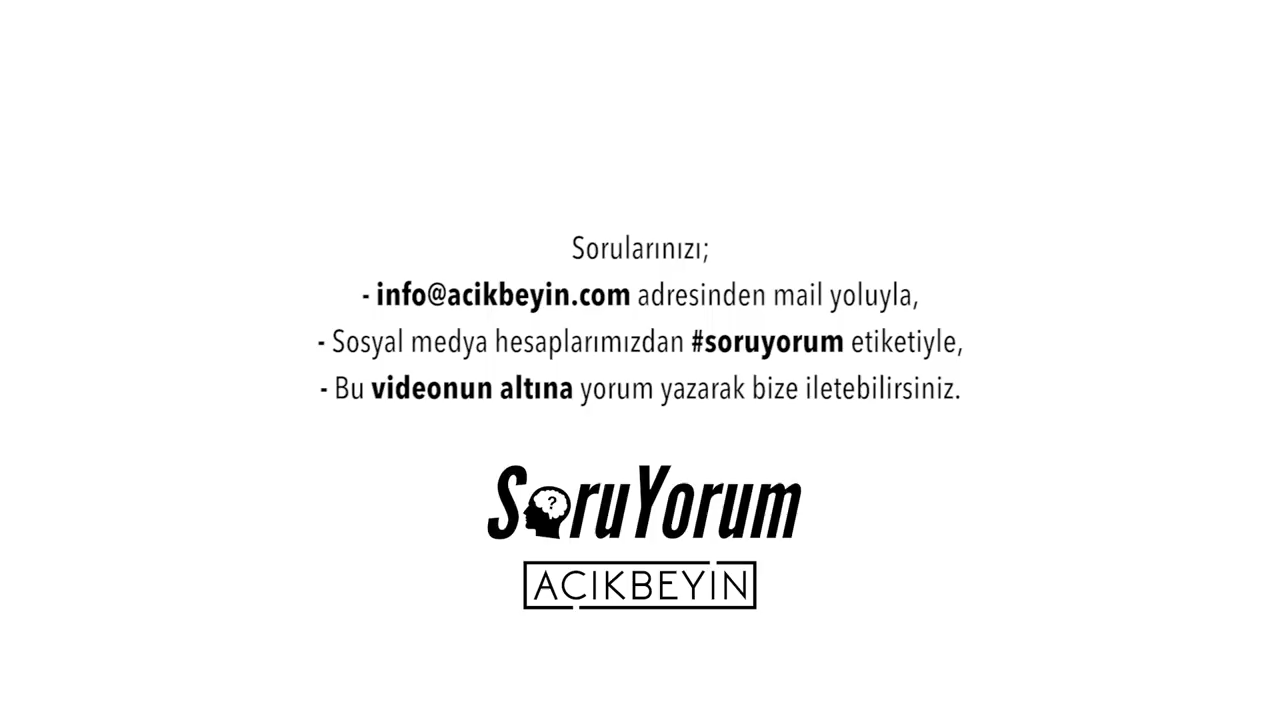 Sorularınızı;
- info@acikbeyin.com adresinden mail yoluyla,
- Sosyal medya hesaplarımızdan #soruyorum etiketiyle,
- Bu videonun altına yorum yazarak bize iletebilirsiniz.
SoruYorum
AÇIKBEYİN